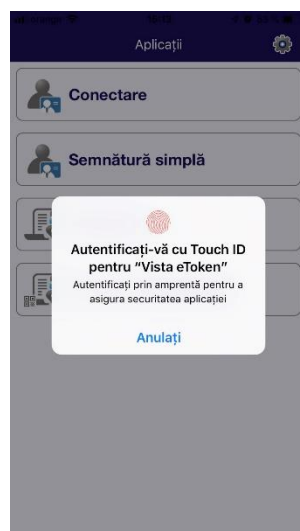 Aplicații
Conectare
Semnătură simplă
Autentificați-vă cu Touch ID
pentru “Vista eToken”
Autentificați prin amprentă pentru a
asigura securitatea aplicației
Anulați